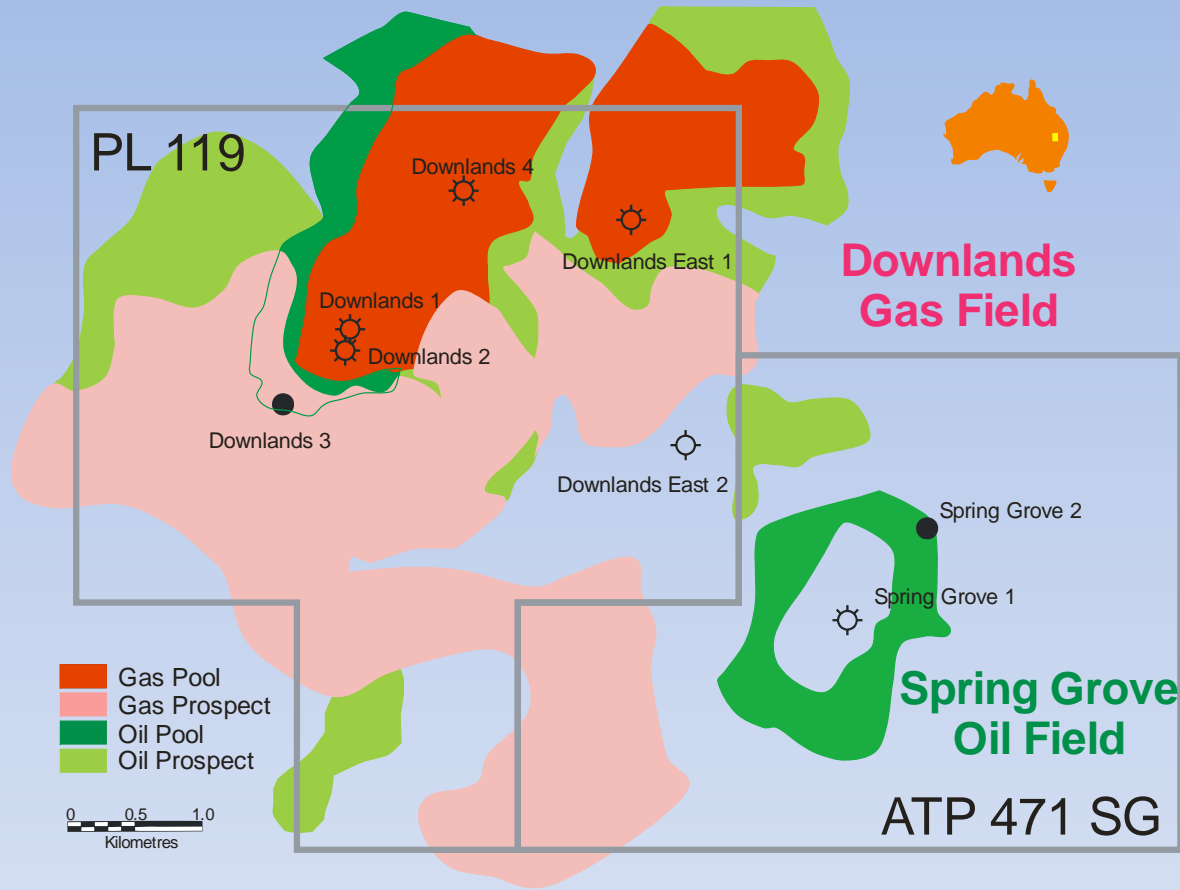 PL 119
Downlands 4
Downlands East 1
Downlands
Gas Field
Downlands 1
Downlands 2
Downlands 3
Downlands East 2
Spring Grove 2
Spring Grove 1
Gas Pool
Gas Prospect
Oil Pool
Oil Prospect
Spring Grove
Oil Field
0 0.5 1.0
Kilometres
ATP 471 SG